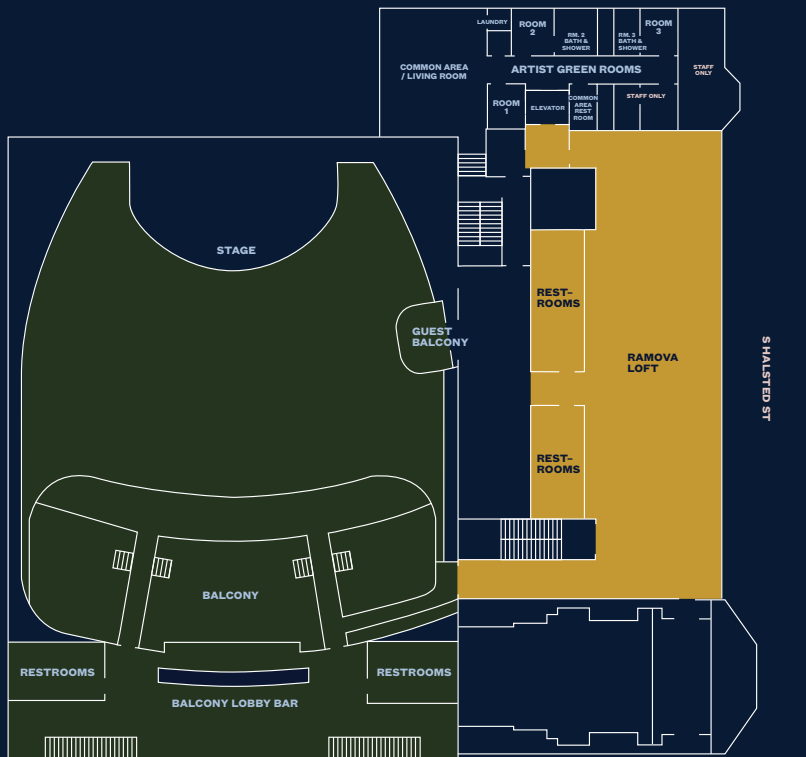 LAUNDRY
ROOM
2
RM. 2
BATH &
SHOWER
RM. 3
BATH &
SHOWER
ROOM
3
COMMON AREA
/ LIVING ROOM
ARTIST GREEN ROOMS
STAFF
ONLY
ROOM
1
ELEVATOR
COMMON
AREA
REST
ROOM
STAFF ONLY
STAGE
REST–
ROOMS
GUEST
BALCONY
RAMOVA
LOFT
S HALSTED ST
REST–
ROOMS
BALCONY
RESTROOMS
RESTROOMS
BALCONY LOBBY BAR